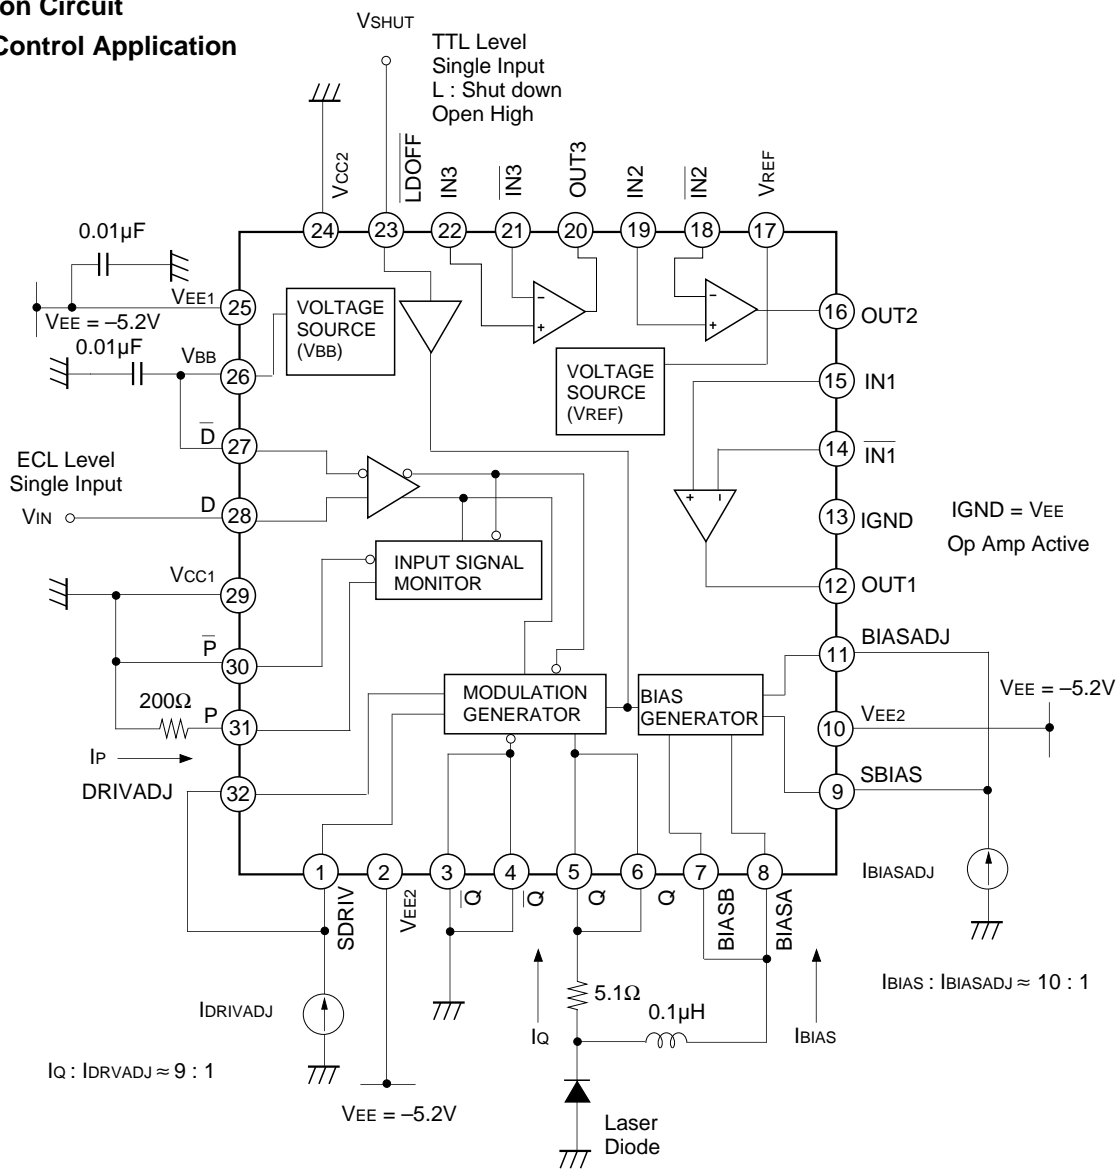 on Circuit
Control Application
VSHUT
TTL Level
Single Input
L : Shut down
Open High
VCC2
LDOFF
IN3
IN3
OUT3
IN2
IN2
VREF
24
23
22
21
20
19
18
17
0.01µF
VEE1
25
VEE = –5.2V
0.01µF
VBB
26
VOLTAGE
SOURCE
(VBB)
VOLTAGE
SOURCE
(VREF)
16
OUT2
15
IN1
14
IN1
13
IGND
IGND = VEE
Op Amp Active
12
OUT1
D
27
ECL Level
Single Input
VIN
D
28
INPUT SIGNAL
MONITOR
VCC1
29
P
30
200Ω
P
31
IP
DRIVADJ
32
MODULATION
GENERATOR
BIAS
GENERATOR
BIASADJ
11
VEE = –5.2V
VEE2
10
SBIAS
9
1
2
3
4
5
6
7
8
SDRIV
VEE2
Q
Q
Q
Q
BIASB
BIASA
IBIASADJ
IBIAS : IBIASADJ ≈ 10 : 1
IDRIVADJ
5.1Ω
0.1µH
IQ
IBIAS
IQ : IDRVADJ ≈ 9 : 1
VEE = –5.2V
Laser
Diode